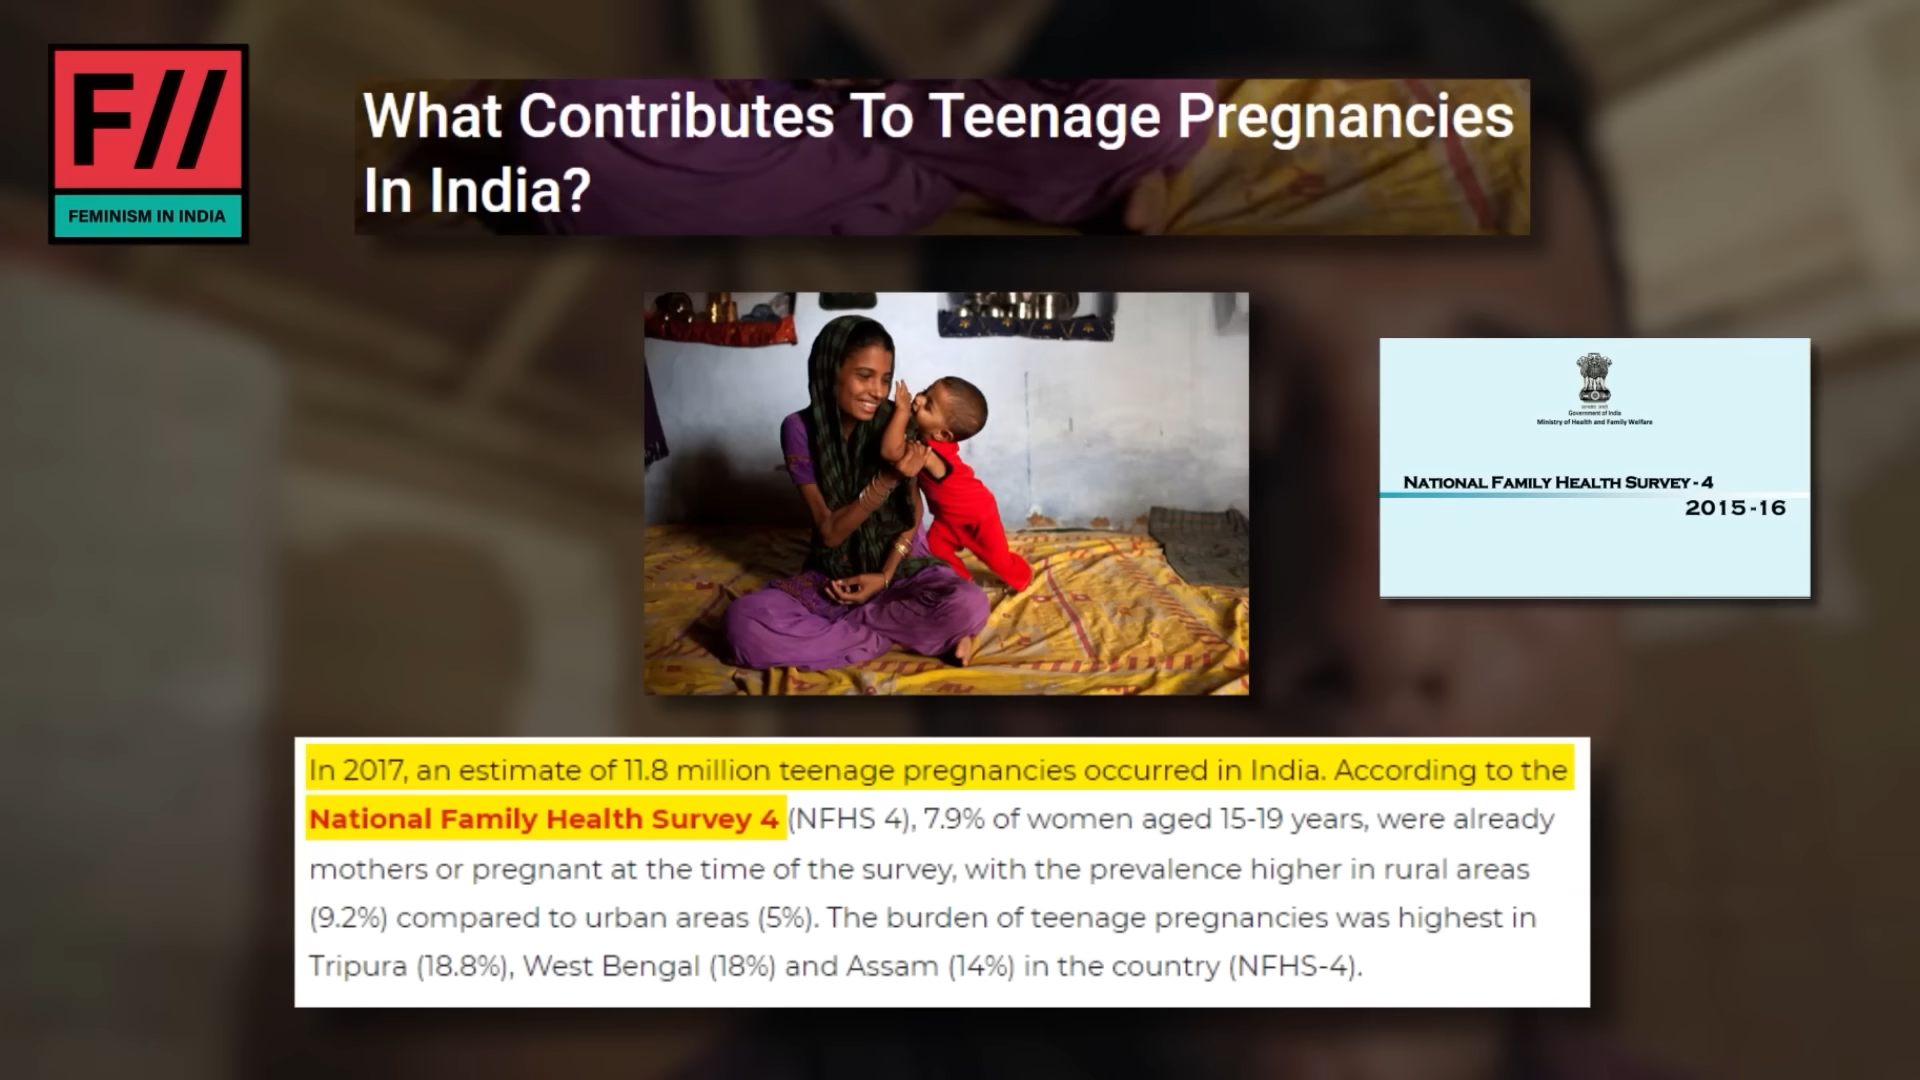 F//
FEMINISM IN INDIA
What Contributes To Teenage Pregnancies
In India?
Government of India
Ministry of Health and Family Welfare
NATIONAL FAMILY HEALTH SURVEY - 4
2015 -16
In 2017, an estimate of 11.8 million teenage pregnancies occurred in India. According to the
National Family Health Survey 4 (NFHS 4), 7.9% of women aged 15-19 years, were already
mothers or pregnant at the time of the survey, with the prevalence higher in rural areas
(9.2%) compared to urban areas (5%). The burden of teenage pregnancies was highest in
Tripura (18.8%), West Bengal (18%) and Assam (14%) in the country (NFHS-4).